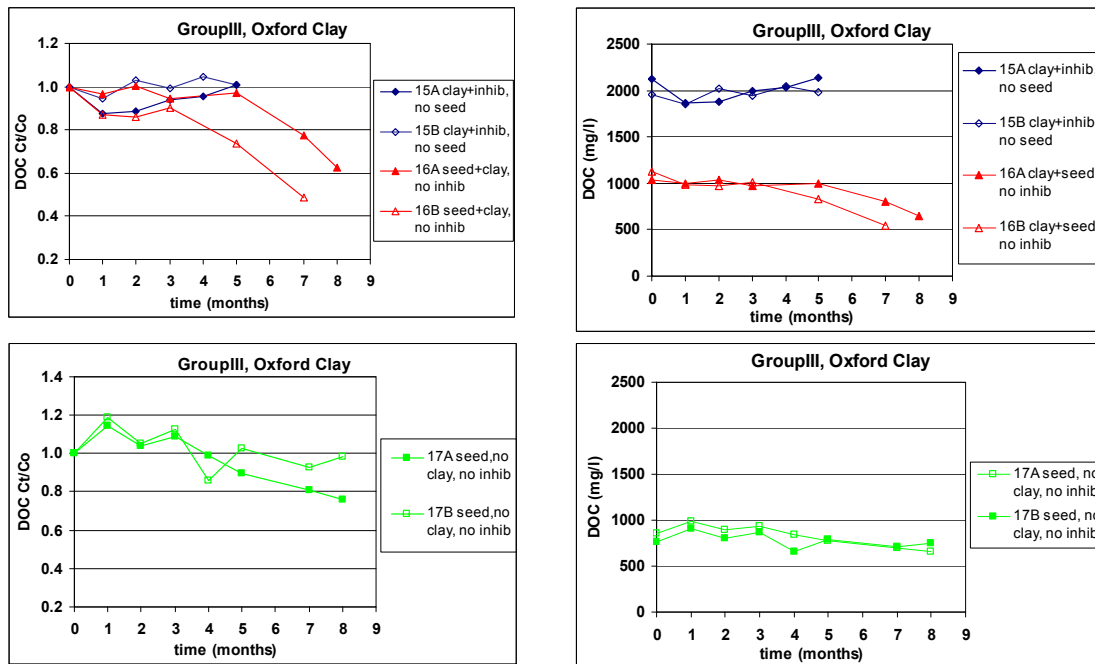 GroupIII, Oxford Clay
1.2
1.0
0.8
0.6
0.4
0.2
DOC Ct/Co
0 1 2 3 4 5 6 7 8 9
time (months)
15A clay+inhib,
no seed
15B clay+inhib,
no seed
16A seed+clay,
no inhib
16B seed+clay,
no inhib
GroupIII, Oxford Clay
2500
2000
1500
1000
500
0
DOC (mg/l)
0 1 2 3 4 5 6 7 8 9
time (months)
15A clay+inhib,
no seed
15B clay+inhib,
no seed
16A clay+seed,
no inhib
16B clay+seed,
no inhib
GroupIII, Oxford Clay
1.4
1.2
1.0
0.8
0.6
0.4
0.2
DOC Ct/Co
0 1 2 3 4 5 6 7 8 9
time (months)
17A seed,no
clay, no inhib
17B seed,no
clay, no inhib
GroupIII, Oxford Clay
2500
2000
1500
1000
500
0
DOC (mg/l)
0 1 2 3 4 5 6 7 8 9
time (months)
17A seed, no
clay, no inhib
17B seed, no
clay, no inhib